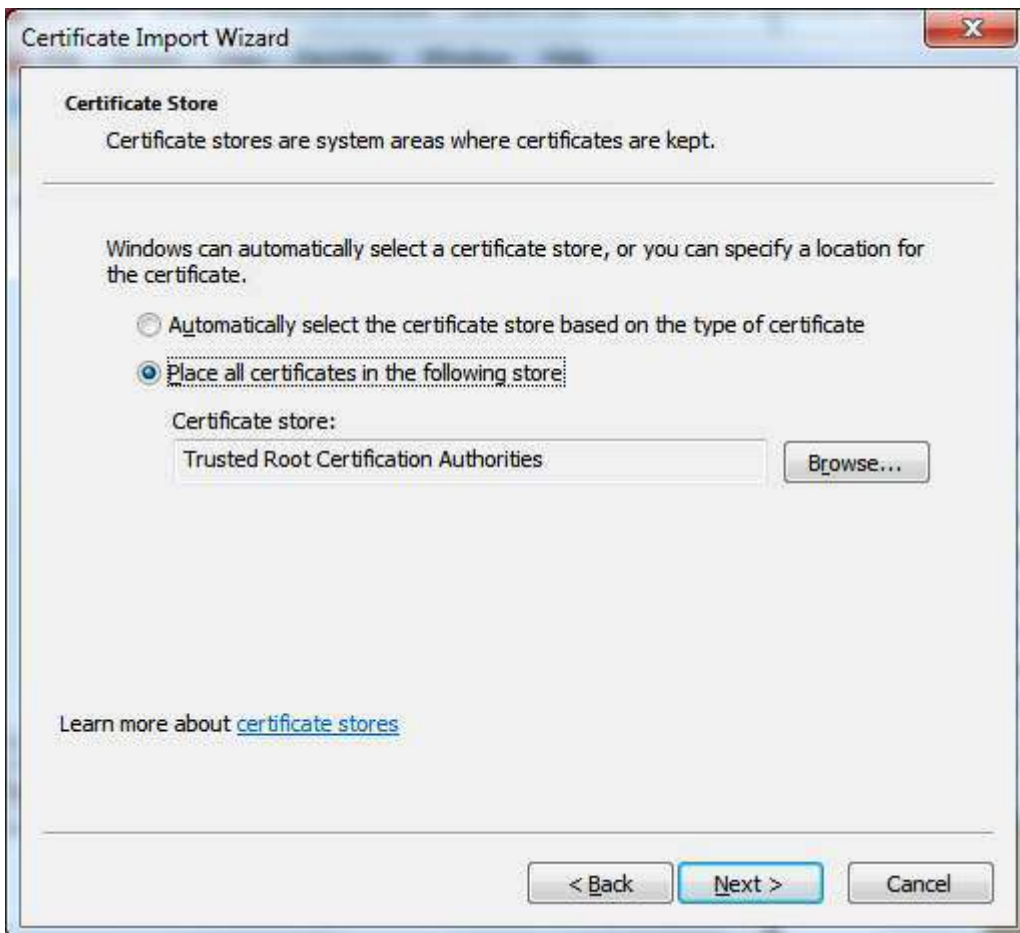 Certificate Import Wizard
Certificate Store
Certificate stores are system areas where certificates are kept.
Windows can automatically select a certificate store, or you can specify a location for
the certificate.
Automatically select the certificate store based on the type of certificate
Place all certificates in the following store
Certificate store:
Trusted Root Certification Authorities
Browse...
Learn more about certificate stores
< Back
Next >
Cancel